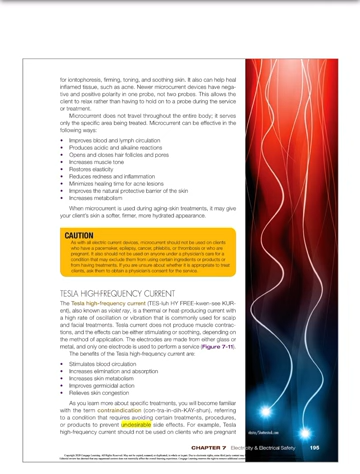 for iontophoresis, firming, toning, and soothing skin. It also can help heal
inflamed tissue, such as acne. Newer microcurrent devices have nega-
tive and positive polarity in one probe, not two probes. This allows the
client to relax rather than having to hold on to a probe during the service
or treatment.
Microcurrent does not travel throughout the entire body; it serves
only the specific area being treated. Microcurrent can be effective in the
following ways:
• Improves blood and lymph circulation
• Produces acidic and alkaline reactions
• Opens and closes hair follicles and pores
• Increases muscle tone
• Restores elasticity
• Reduces redness and inflammation
• Minimizes healing time for acne lesions
• Improves the natural protective barrier of the skin
• Increases metabolism
When microcurrent is used during aging-skin treatments, it may give
your client's skin a softer, firmer, more hydrated appearance.
CAUTION
As with all electric current devices, microcurrent should not be used on clients
who have a pacemaker, epilepsy, cancer, phlebitis, or thrombosis or who are
pregnant. It also should not be used on anyone under a physician's care for a
condition that may exclude them from using certain ingredients or products or
from having treatments. If you are unsure about whether it is appropriate to treat
clients, ask them to obtain a physician's consent for the service.
TESLA HIGH-FREQUENCY CURRENT
The Tesla high-frequency current (TES-luh HY FREE-kwen-see KUR-
ent), also known as violet ray, is a thermal or heat-producing current with
a high rate of oscillation or vibration that is commonly used for scalp
and facial treatments. Tesla current does not produce muscle contrac-
tions, and the effects can be either stimulating or soothing, depending on
the method of application. The electrodes are made from either glass or
metal, and only one electrode is used to perform a service (Figure 7-11).
The benefits of the Tesla high-frequency current are:
• Stimulates blood circulation
• Increases elimination and absorption
• Increases skin metabolism
• Improves germicidal action
• Relieves skin congestion
As you learn more about specific treatments, you will become familiar
with the term contraindication (con-tra-in-dih-KAY-shun), referring
to a condition that requires avoiding certain treatments, procedures,
or products to prevent undesirable side effects. For example, Tesla
high-frequency current should not be used on clients who are pregnant
CHAPTER 7 Electricity & Electrical Safety 195